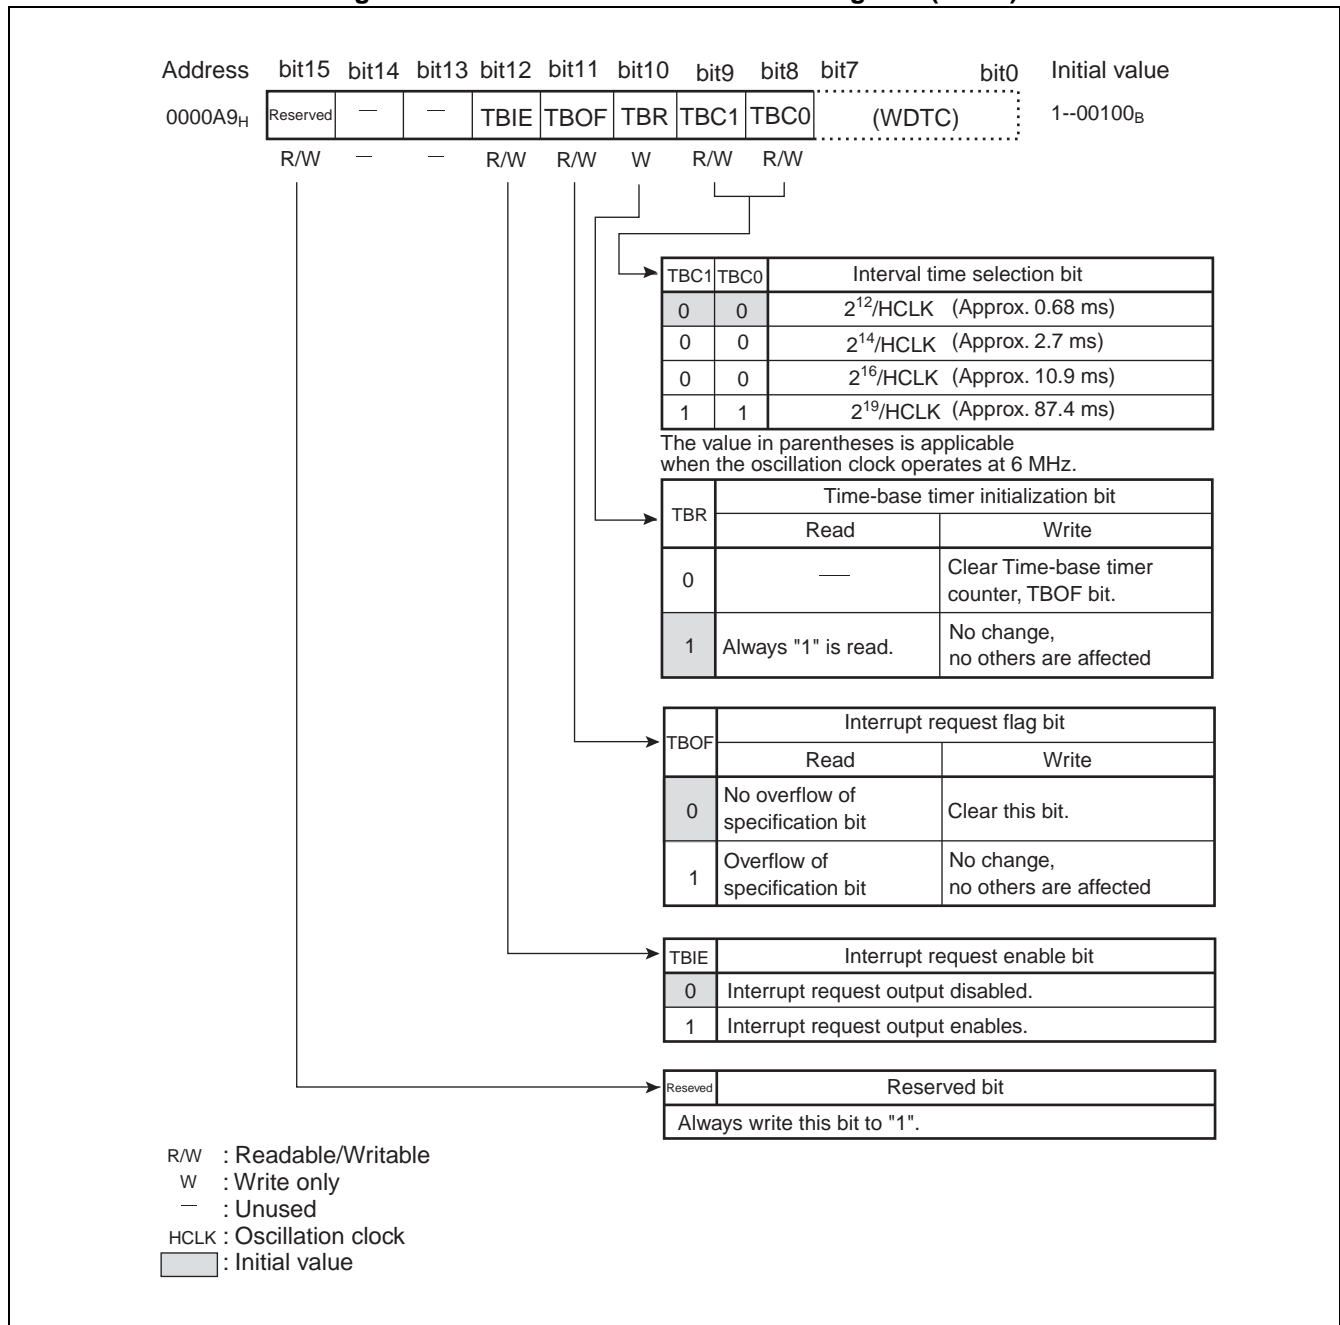 Address bit15 bit14 bit13 bit12 bit11 bit10 bit9 bit8 bit7 bit0 Initial value
0000A9H Reserved — — TBIE TBOF TBR TBC1 TBC0 (WDTC) 1--00100B
R/W — — R/W R/W W R/W R/W
TBC1 TBC0 Interval time selection bit
0 0 2^12/HCLK (Approx. 0.68 ms)
0 0 2^14/HCLK (Approx. 2.7 ms)
0 0 2^16/HCLK (Approx. 10.9 ms)
1 1 2^19/HCLK (Approx. 87.4 ms)
The value in parentheses is applicable
when the oscillation clock operates at 6 MHz.
TBR Time-base timer initialization bit
Read Write
0 — Clear Time-base timer
counter, TBOF bit.
1 Always "1" is read. No change,
no others are affected
TBOF Interrupt request flag bit
Read Write
0 No overflow of
specification bit Clear this bit.
1 Overflow of
specification bit No change,
no others are affected
TBIE Interrupt request enable bit
0 Interrupt request output disabled.
1 Interrupt request output enables.
Reseved Reserved bit
Always write this bit to "1".
R/W : Readable/Writable
W : Write only
— : Unused
HCLK : Oscillation clock
: Initial value